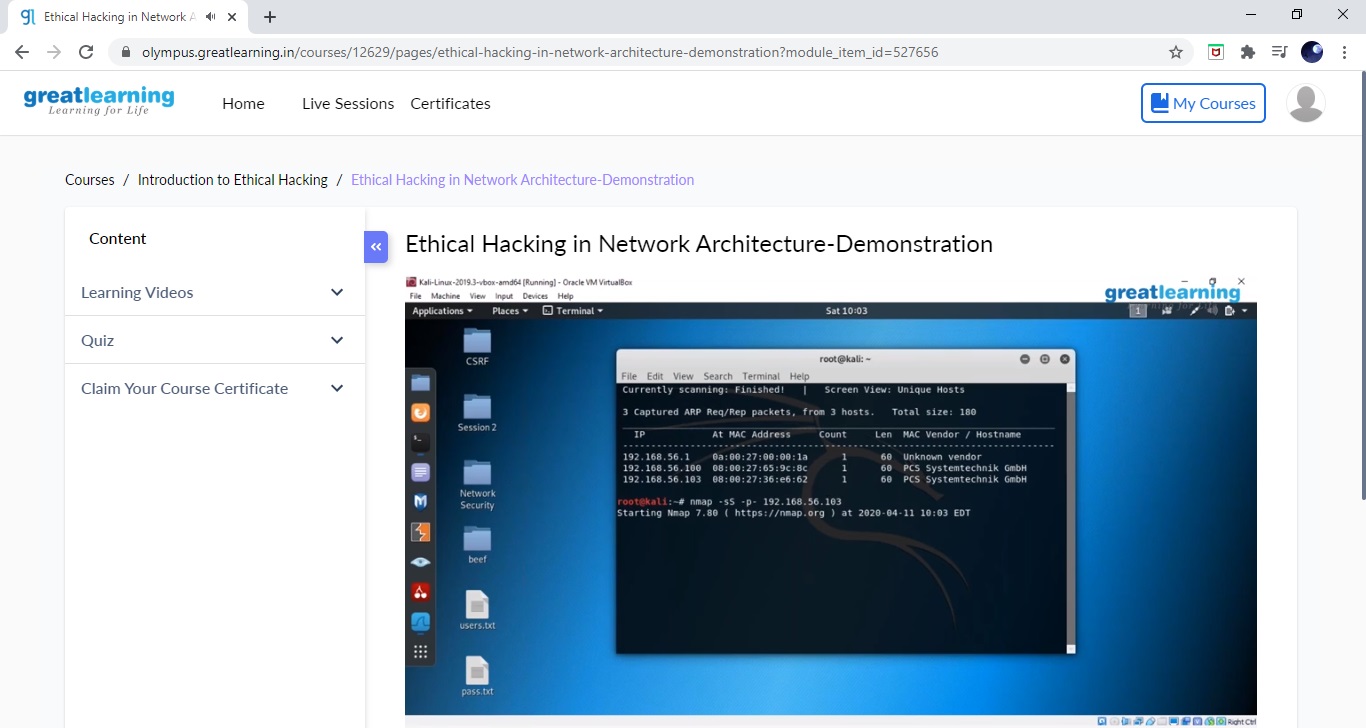 Ethical Hacking in Network A
olympus.greatlearning.in/courses/12629/pages/ethical-hacking-in-network-architecture-demonstration?module_item_id=527656
greatlearning
Learning for Life
Home Live Sessions Certificates
My Courses
Courses / Introduction to Ethical Hacking / Ethical Hacking in Network Architecture-Demonstration
Content
Learning Videos
Quiz
Claim Your Course Certificate
«
Ethical Hacking in Network Architecture-Demonstration
Kali-Linux-2019.3-vbox-amd64 [Running] - Oracle VM VirtualBox
File Machine View Input Devices Help
greatlearning
Applications Places Terminal Sat 10:03 1
CSRF
Session 2
Network
Security
beef
users.txt
pass.txt
root@kali: ~
File Edit View Search Terminal Help
Currently scanning: Finished! | Screen View: Unique Hosts
3 Captured ARP Req/Rep packets, from 3 hosts. Total size: 180
IP At MAC Address Count Len MAC Vendor / Hostname
192.168.56.1 0a:00:27:00:00:1a 1 60 Unknown vendor
192.168.56.100 08:00:27:65:9c:8c 1 60 PCS Systemtechnik GmbH
192.168.56.103 08:00:27:36:e6:62 1 60 PCS Systemtechnik GmbH
root@kali:~# nmap -sS -p- 192.168.56.103
Starting Nmap 7.80 ( https://nmap.org ) at 2020-04-11 10:03 EDT
Right Ctrl